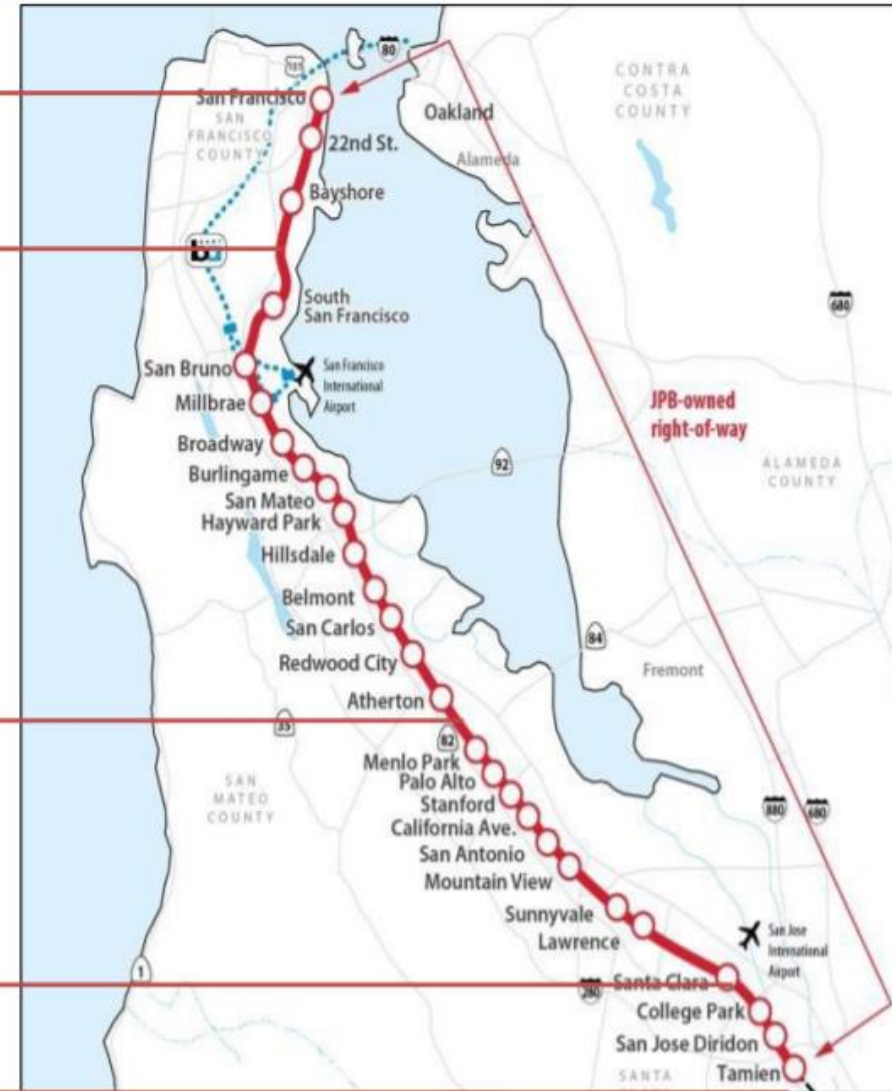 80
101
CONTRA
COSTA
COUNTY
San Francisco
SAN
FRANCISCO
COUNTY
Oakland
22nd St.
Alameda
Bayshore
ba
680
South
San Francisco
San Bruno
San Francisco
International
Airport
Millbrae
JPB-owned
right-of-way
Broadway
92
ALAMEDA
COUNTY
Burlingame
San Mateo
Hayward Park
Hillsdale
Belmont
San Carlos
84
Redwood City
Fremont
Atherton
35
82
Menlo Park
Palo Alto
SAN
MATEO
COUNTY
Stanford
880
680
California Ave.
San Antonio
Mountain View
Sunnyvale
Lawrence
San Jose
International
Airport
1
Santa Clara
280
College Park
San Jose Diridon
SANTA
Tamien